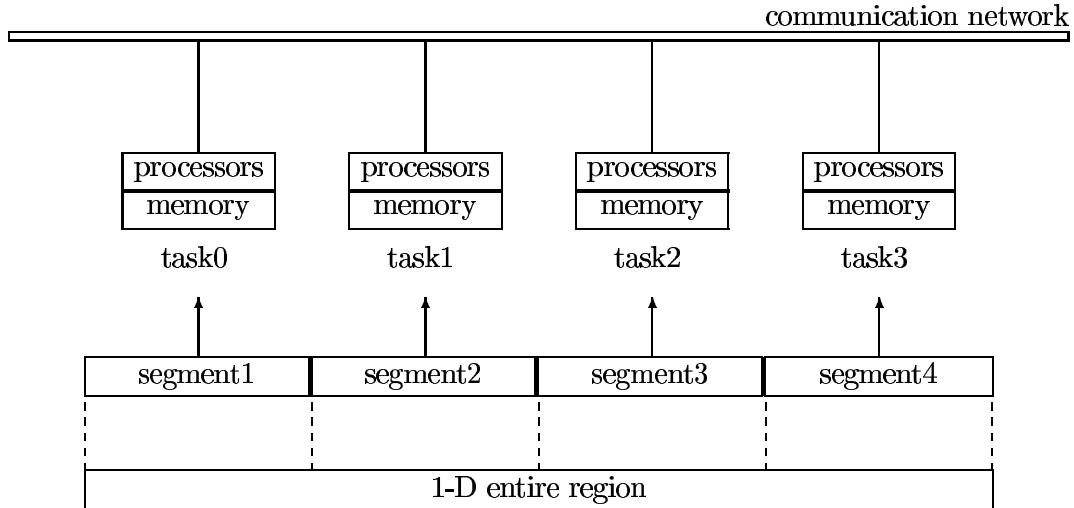 communication network
processors processors processors processors
memory memory memory memory
task0 task1 task2 task3
segment1 segment2 segment3 segment4
1-D entire region